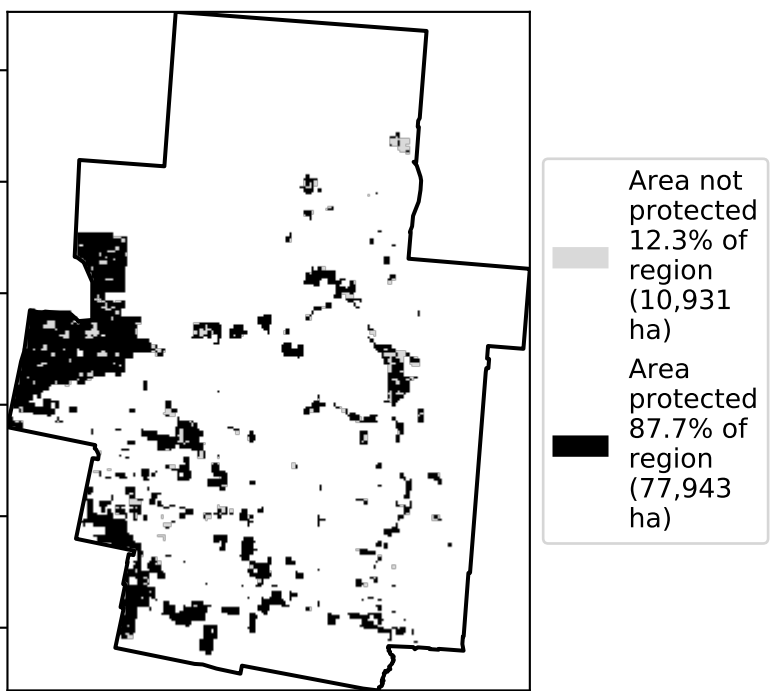 Area not
protected
12.3% of
region
(10,931
ha)
Area
protected
87.7% of
region
(77,943
ha)